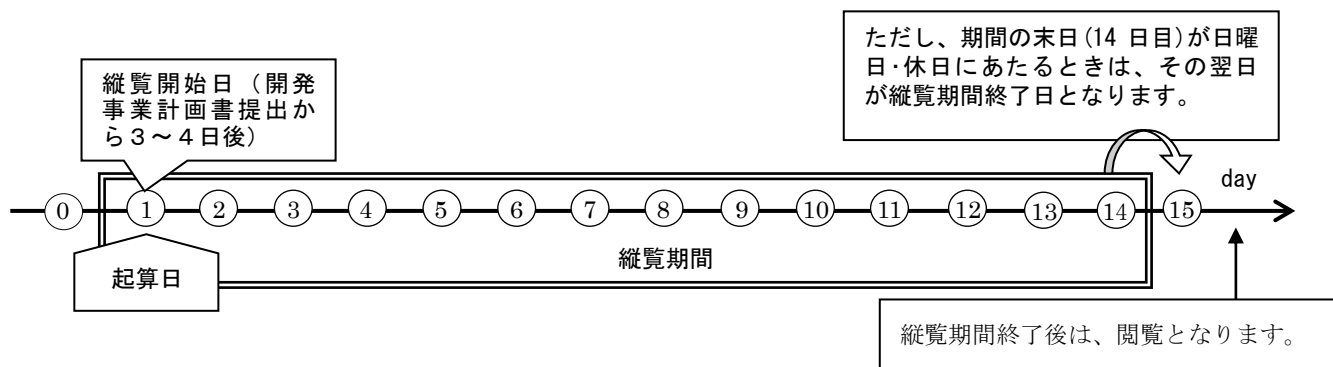 ただし、期間の末日(14 日目)が日曜
日・休日にあたるときは、その翌日
が縦覧期間終了日となります。
縦覧開始日（開発
事業計画書提出か
ら３～４日後）
day
0 1 2 3 4 5 6 7 8 9 10 11 12 13 14 15
縦覧期間
起算日
縦覧期間終了後は、閲覧となります。